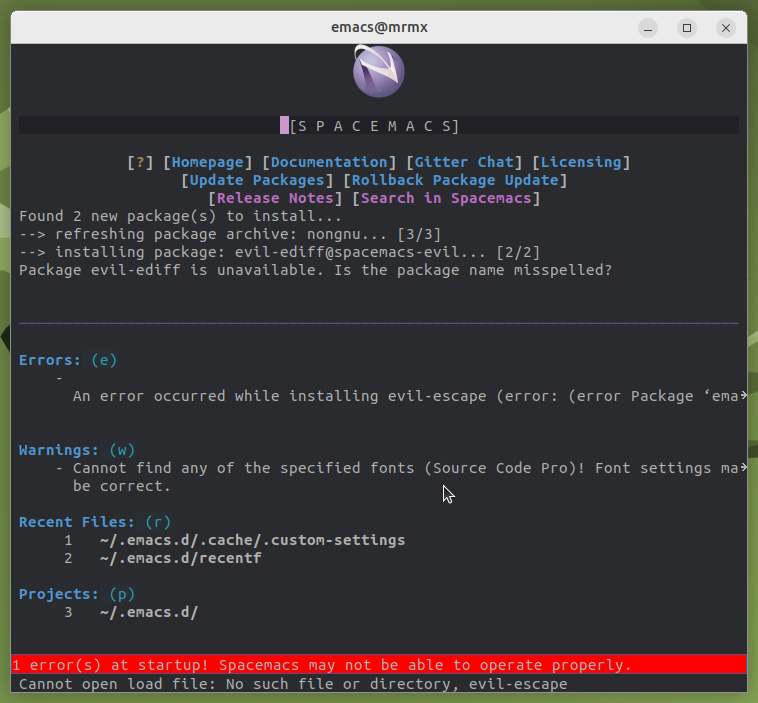 emacs@mrmx
[S P A C E M A C S]
[?] [Homepage] [Documentation] [Gitter Chat] [Licensing]
[Update Packages] [Rollback Package Update]
[Release Notes] [Search in Spacemacs]
Found 2 new package(s) to install...
--> refreshing package archive: nongnu... [3/3]
--> installing package: evil-ediff@spacemacs-evil... [2/2]
Package evil-ediff is unavailable. Is the package name misspelled?
Errors: (e)
-
An error occurred while installing evil-escape (error: (error Package ‘ema
Warnings: (w)
- Cannot find any of the specified fonts (Source Code Pro)! Font settings ma
be correct.
Recent Files: (r)
1 ~/.emacs.d/.cache/.custom-settings
2 ~/.emacs.d/recentf
Projects: (p)
3 ~/.emacs.d/
1 error(s) at startup! Spacemacs may not be able to operate properly.
Cannot open load file: No such file or directory, evil-escape